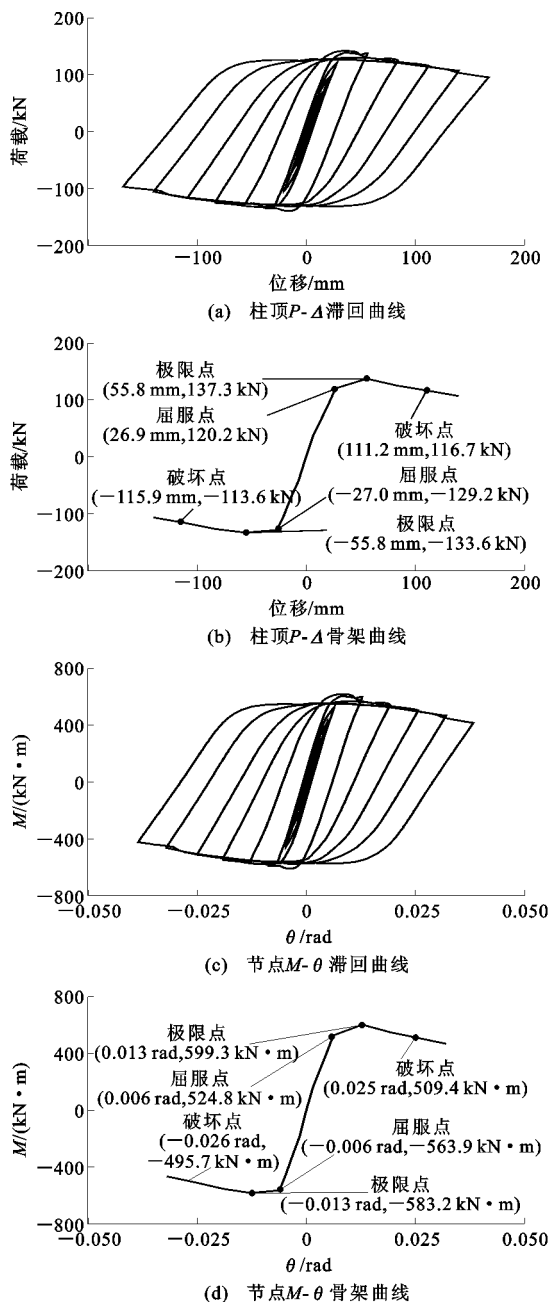 200
100
0
−100
−200
荷载/kN
−100
0
100
200
位移/mm
(a) 柱顶P-Δ滞回曲线
200
100
0
−100
−200
荷载/kN
极限点
(55.8 mm,137.3 kN)
屈服点
(26.9 mm,120.2 kN)
破坏点
(111.2 mm,116.7 kN)
破坏点
(−115.9 mm,−113.6 kN)
屈服点
(−27.0 mm,−129.2 kN)
极限点
(−55.8 mm,−133.6 kN)
−100
0
100
200
位移/mm
(b) 柱顶P-Δ骨架曲线
800
400
0
−400
−800
M/(kN·m)
−0.050
−0.025
0
0.025
0.050
θ/rad
(c) 节点M-θ滞回曲线
800
400
0
−400
−800
M/(kN·m)
极限点
(0.013 rad,599.3 kN·m)
屈服点
(0.006 rad,524.8 kN·m)
破坏点
(0.025 rad,509.4 kN·m)
破坏点
(−0.026 rad,
−495.7 kN·m)
屈服点
(−0.006 rad,−563.9 kN·m)
极限点
(−0.013 rad,−583.2 kN·m)
−0.050
−0.025
0
0.025
0.050
θ/rad
(d) 节点M-θ骨架曲线